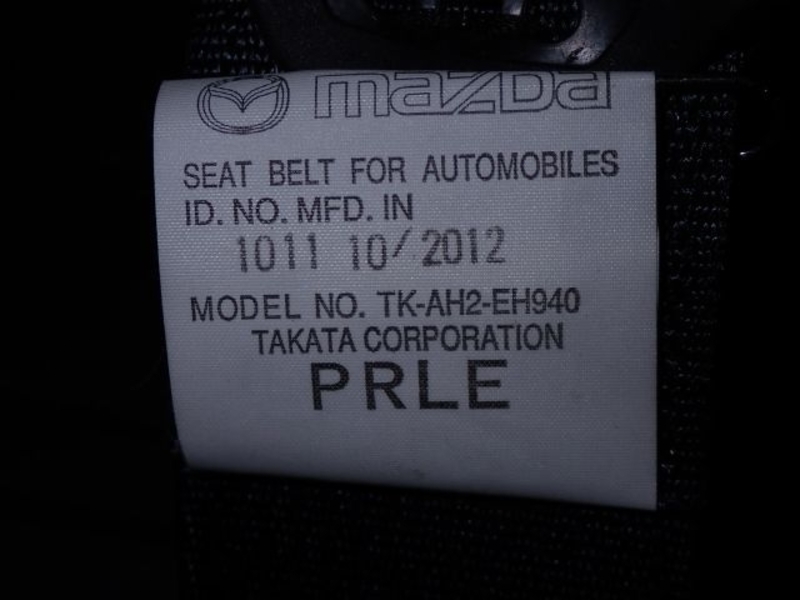 mazda
SEAT BELT FOR AUTOMOBILES
ID. NO. MFD. IN
1011 10/2012
MODEL NO. TK-AH2-EH940
TAKATA CORPORATION
PRLE